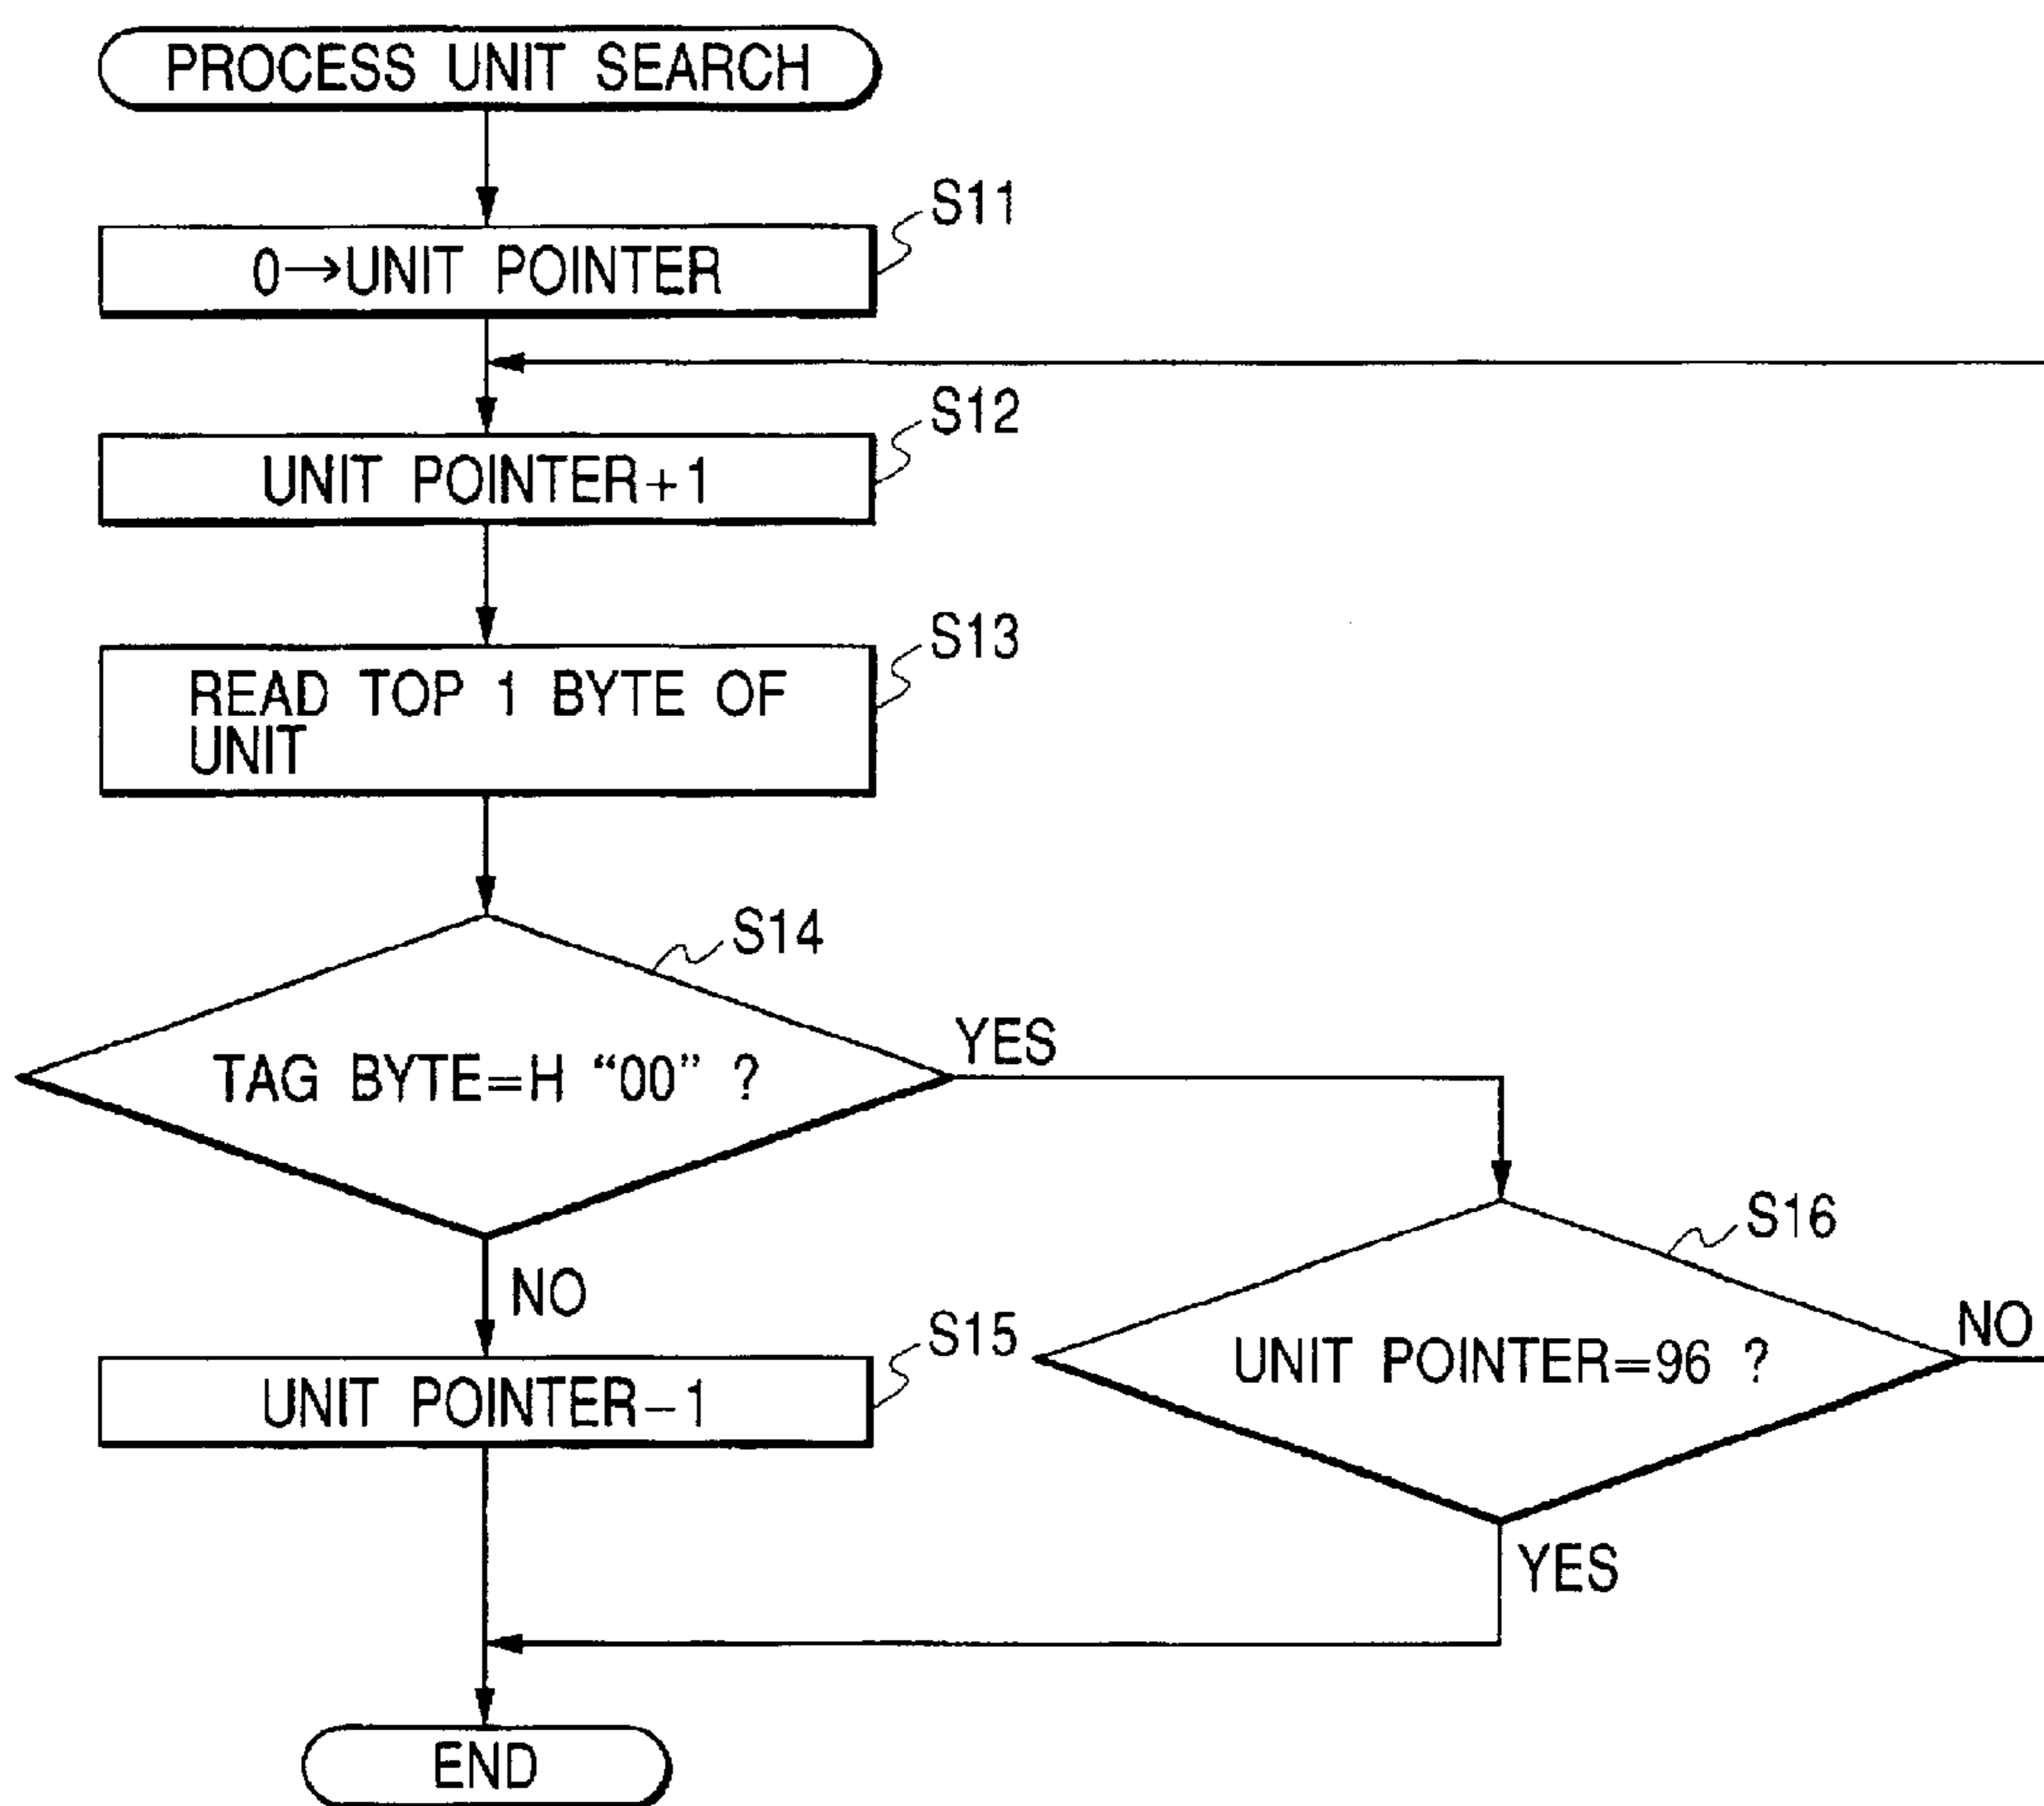 PROCESS UNIT SEARCH
S11
0→UNIT POINTER
S12
UNIT POINTER+1
S13
READ TOP 1 BYTE OF
UNIT
S14
TAG BYTE=H “00” ?
YES
S16
NO
UNIT POINTER=96 ?
NO
S15
UNIT POINTER−1
YES
END